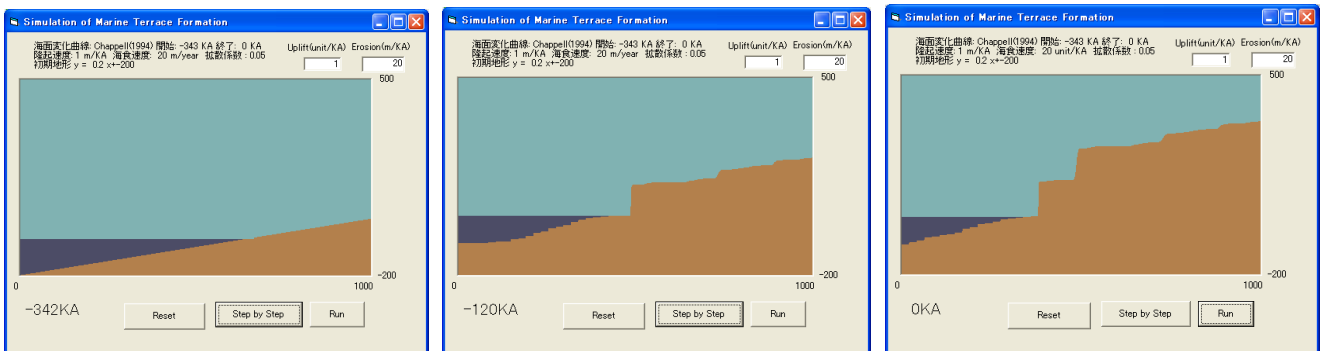 Simulation of Marine Terrace Formation
海面変化曲線: Chappell(1994) 開始: -343 KA 終了: 0 KA
隆起速度: 1 m/KA 海食速度: 20 m/year 拡散係数: 0.05
初期地形 y = 0.2 x+-200
Uplift(unit/KA) Erosion(m/KA)
1 20
500
-200
0 1000
-342KA
Reset Step by Step Run
Simulation of Marine Terrace Formation
海面変化曲線: Chappell(1994) 開始: -343 KA 終了: 0 KA
隆起速度: 1 m/KA 海食速度: 20 m/year 拡散係数: 0.05
初期地形 y = 0.2 x+-200
Uplift(unit/KA) Erosion(m/KA)
1 20
500
-200
0 1000
-120KA
Reset Step by Step Run
Simulation of Marine Terrace Formation
海面変化曲線: Chappell(1994) 開始: -343 KA 終了: 0 KA
隆起速度: 1 m/KA 海食速度: 20 unit/KA 拡散係数: 0.05
初期地形 y = 0.2 x+-200
Uplift(unit/KA) Erosion(m/KA)
1 20
500
-200
0 1000
0KA
Reset Step by Step Run